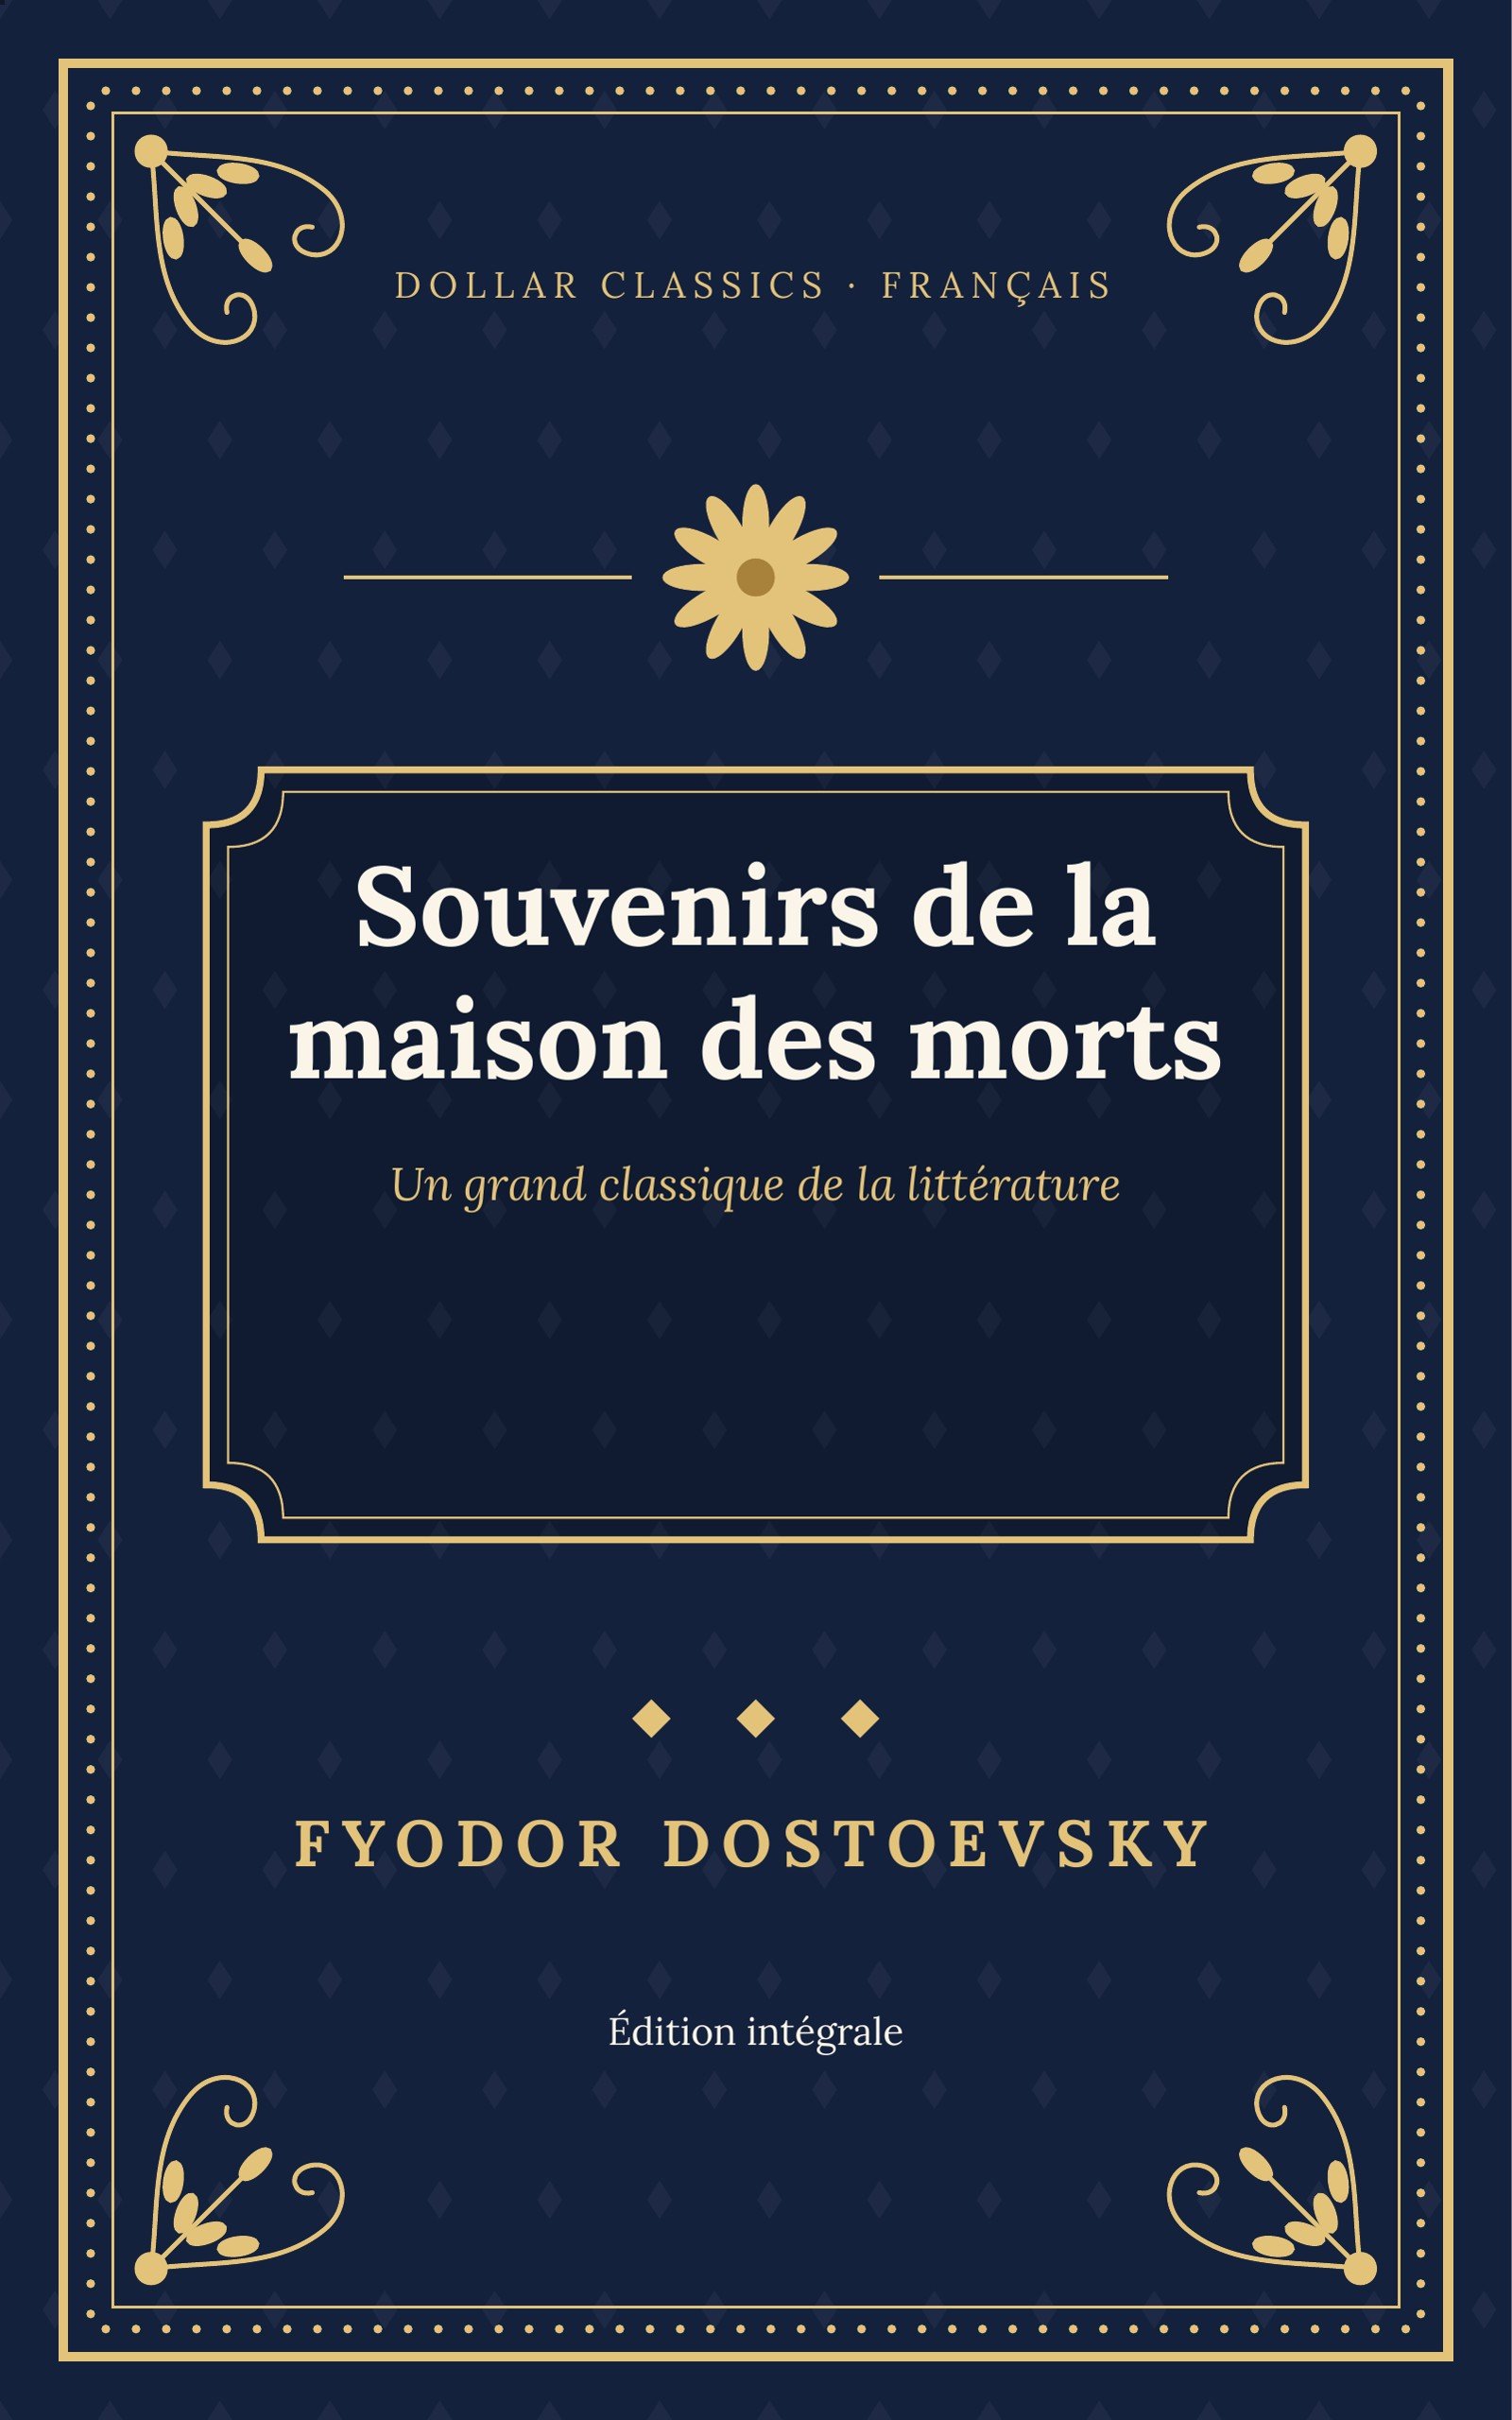 DOLLAR CLASSICS · FRANÇAIS
Souvenirs de la
maison des morts
Un grand classique de la littérature
FYODOR DOSTOEVSKY
Édition intégrale